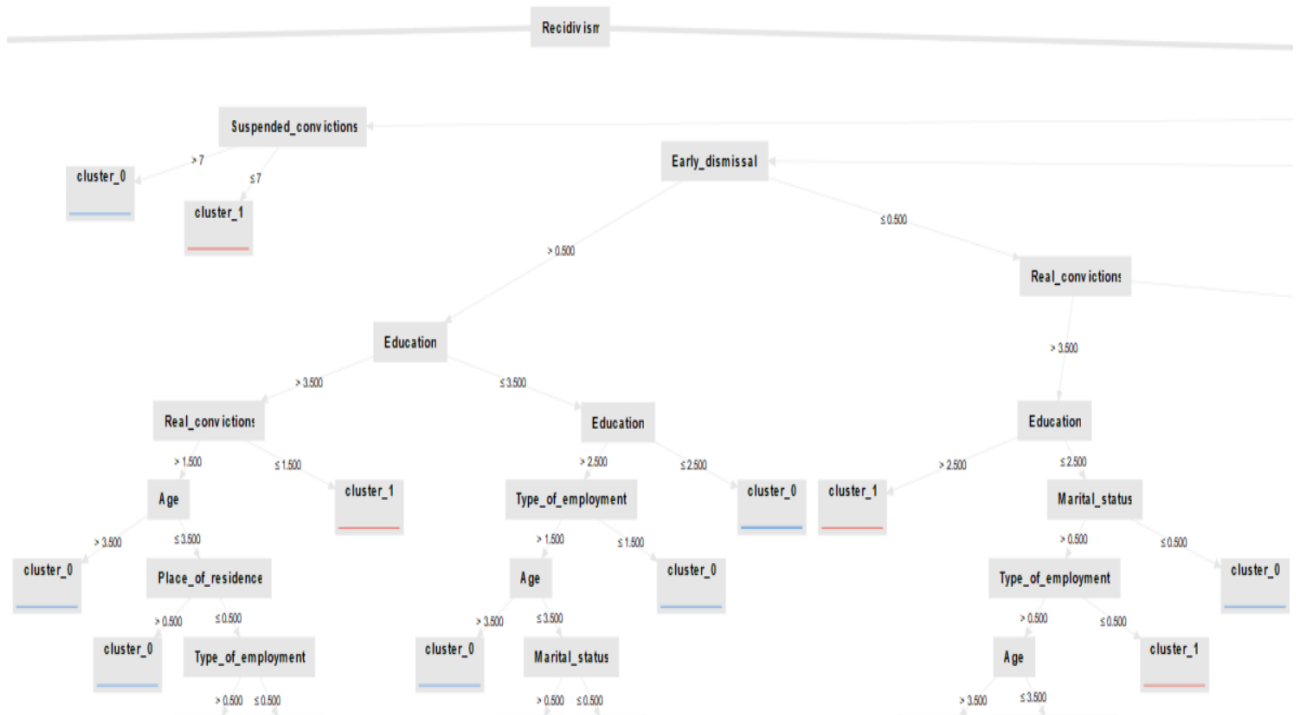 Recidivism
Suspended_convictions
> 7
≤ 7
cluster_0
cluster_1
Early_dismissal
> 0.500
≤ 0.500
Real_convictions
> 3.500
Education
> 3.500
≤ 3.500
Real_convictions
Education
Education
> 1.500
≤ 1.500
> 2.500
≤ 2.500
> 2.500
≤ 2.500
Age
cluster_1
Type_of_employment
cluster_0
cluster_1
Marital_status
> 3.500
≤ 3.500
> 1.500
≤ 1.500
> 0.500
≤ 0.500
cluster_0
Place_of_residence
Age
cluster_0
Type_of_employment
cluster_0
> 0.500
≤ 0.500
> 3.500
≤ 3.500
> 0.500
≤ 0.500
cluster_0
Type_of_employment
cluster_0
Marital_status
Age
cluster_1
> 0.500
≤ 0.500
> 0.500
≤ 0.500
> 3.500
≤ 3.500